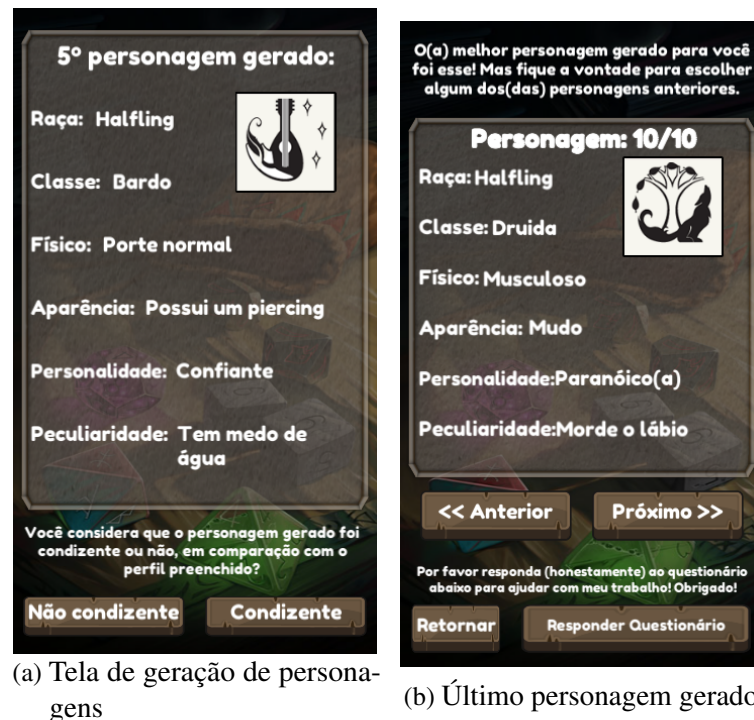 5º personagem gerado:
Raça: Halfling
Classe: Bardo
Físico: Porte normal
Aparência: Possui um piercing
Personalidade: Confiante
Peculiaridade: Tem medo de
água
Você considera que o personagem gerado foi
condizente ou não, em comparação com o
perfil preenchido?
Não condizente
Condizente
(a) Tela de geração de persona-
gens
O(a) melhor personagem gerado para você
foi esse! Mas fique a vontade para escolher
algum dos(das) personagens anteriores.
Personagem: 10/10
Raça: Halfling
Classe: Druida
Físico: Musculoso
Aparência: Mudo
Personalidade:Paranóico(a)
Peculiaridade:Morde o lábio
<< Anterior
Próximo >>
Por favor responda (honestamente) ao questionário
abaixo para ajudar com meu trabalho! Obrigado!
Retornar
Responder Questionário
(b) Último personagem gerado